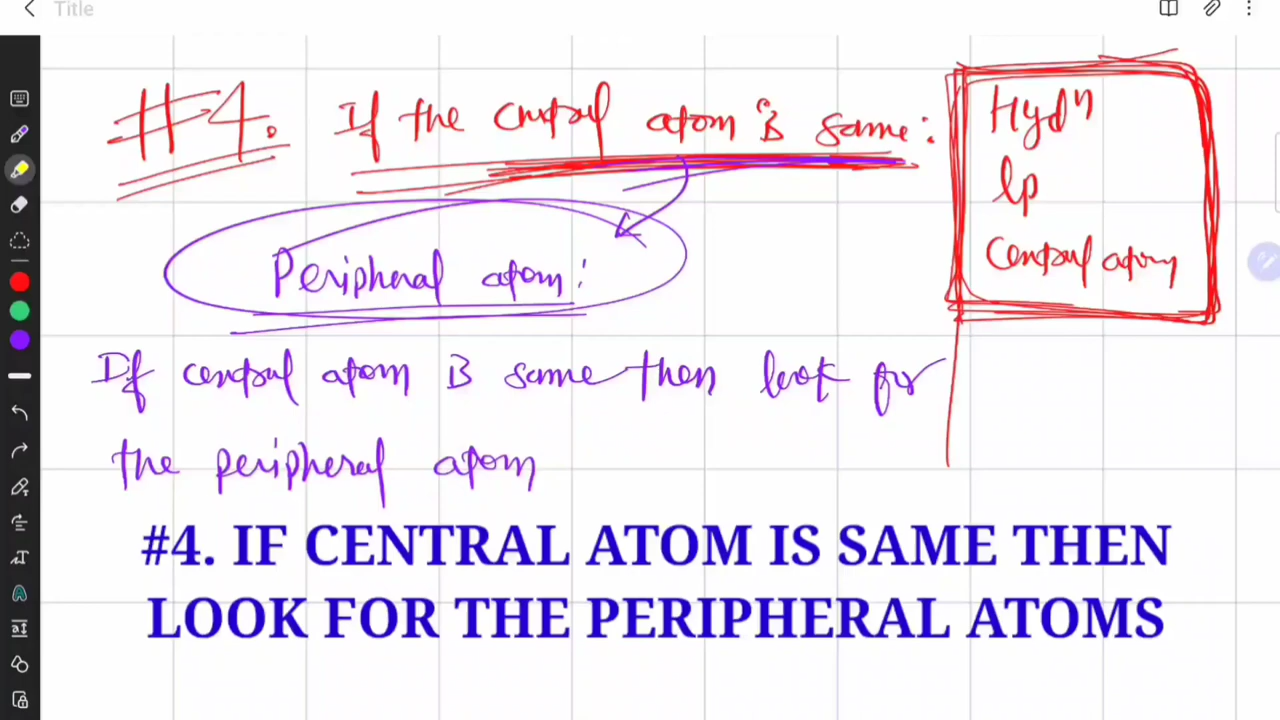 Title
#4. If the central atom is same:
Hydⁿ
lp
Central atom
Peripheral atom:
If central atom is same then look for
the peripheral atom
#4. IF CENTRAL ATOM IS SAME THEN
LOOK FOR THE PERIPHERAL ATOMS